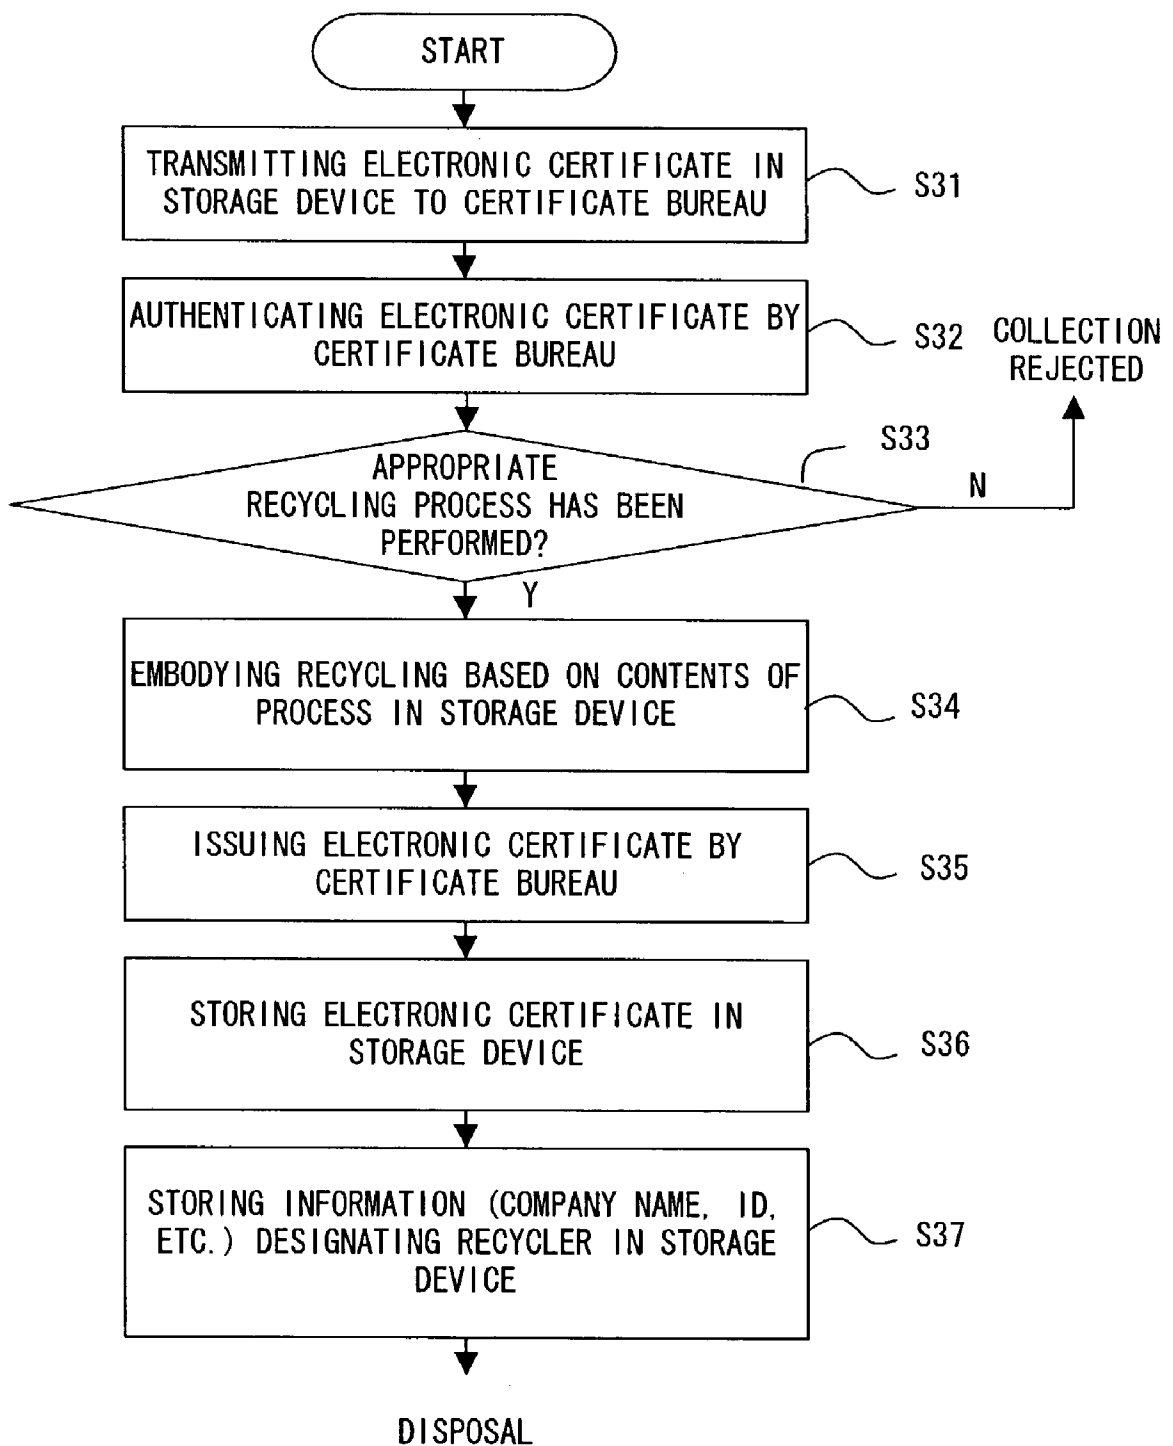 START
TRANSMITTING ELECTRONIC CERTIFICATE IN
STORAGE DEVICE TO CERTIFICATE BUREAU
S31
AUTHENTICATING ELECTRONIC CERTIFICATE BY
CERTIFICATE BUREAU
S32
COLLECTION
REJECTED
S33
APPROPRIATE
RECYCLING PROCESS HAS BEEN
PERFORMED?
N
Y
EMBODYING RECYCLING BASED ON CONTENTS OF
PROCESS IN STORAGE DEVICE
S34
ISSUING ELECTRONIC CERTIFICATE BY
CERTIFICATE BUREAU
S35
STORING ELECTRONIC CERTIFICATE IN
STORAGE DEVICE
S36
STORING INFORMATION (COMPANY NAME, ID,
ETC.) DESIGNATING RECYCLER IN STORAGE
DEVICE
S37
DISPOSAL